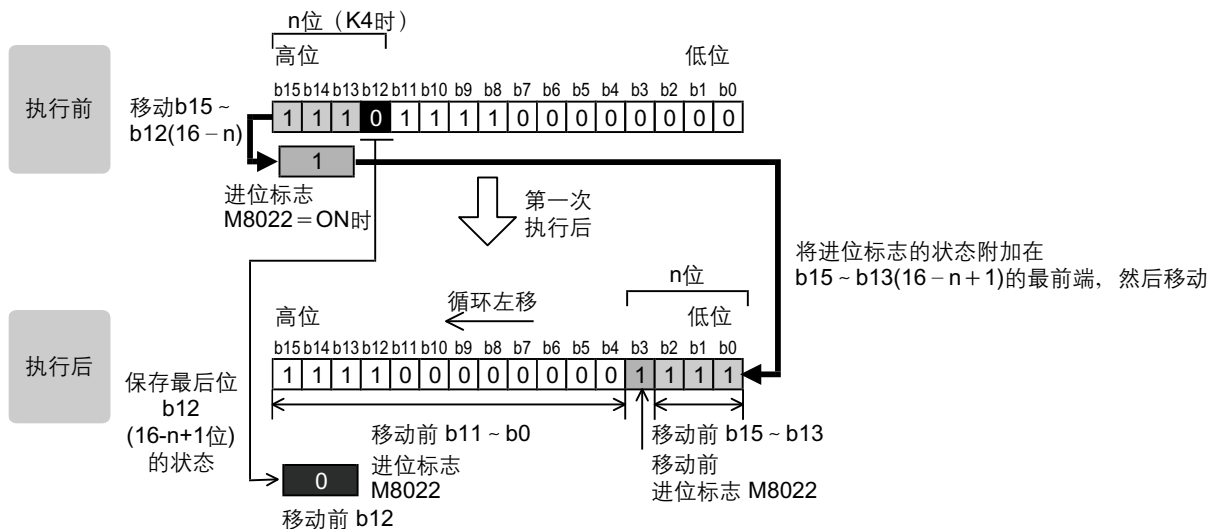 n位（K4时）
高位
低位
b15 b14 b13 b12 b11 b10 b9 b8 b7 b6 b5 b4 b3 b2 b1 b0
执行前
移动b15～
b12(16－n)
1 1 1 0 1 1 1 1 0 0 0 0 0 0 0 0
1
进位标志
M8022＝ON时
第一次
执行后
将进位标志的状态附加在
b15～b13(16－n＋1)的最前端，然后移动
n位
循环左移
高位
低位
b15 b14 b13 b12 b11 b10 b9 b8 b7 b6 b5 b4 b3 b2 b1 b0
执行后
1 1 1 1 0 0 0 0 0 0 0 0 1 1 1 1
保存最后位
b12
(16-n+1位)
的状态
移动前 b11～b0
移动前 b15～b13
0
进位标志
M8022
移动前
进位标志 M8022
移动前 b12